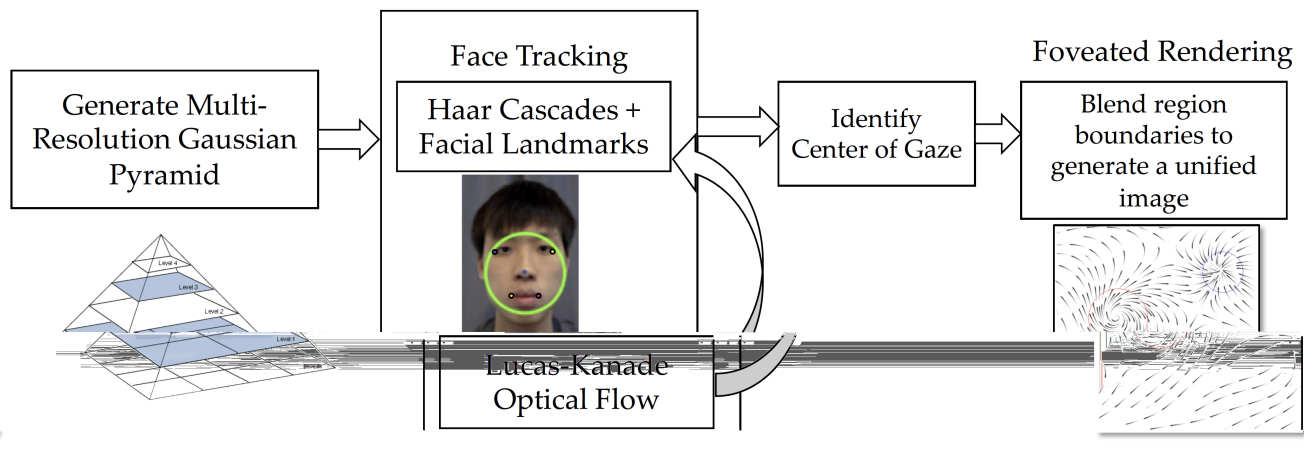 Generate Multi-
Resolution Gaussian
Pyramid
Face Tracking
Haar Cascades +
Facial Landmarks
Lucas-Kanade
Optical Flow
Identify
Center of Gaze
Foveated Rendering
Blend region
boundaries to
generate a unified
image
Level 4
Level 3
Level 2
Level 1